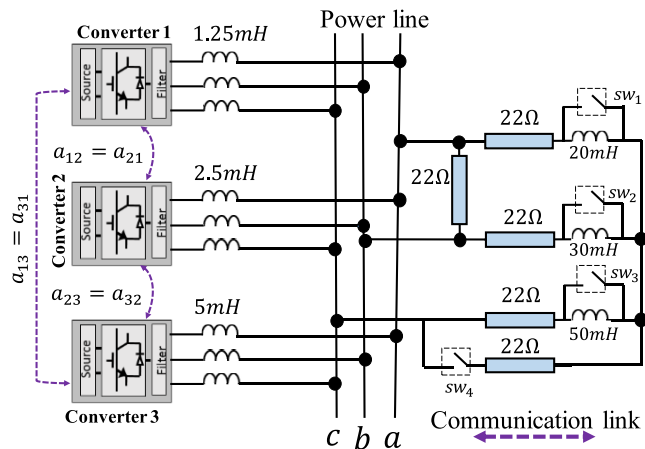 Converter 1
Source
Filter
1.25mH
Power line
a₁₂ = a₂₁
a₁₃ = a₃₁
Converter 2
Source
Filter
2.5mH
a₂₃ = a₃₂
Source
Filter
5mH
Converter 3
c b a
22Ω
sw₁
20mH
22Ω
22Ω
sw₂
30mH
22Ω
sw₃
50mH
22Ω
sw₄
Communication link